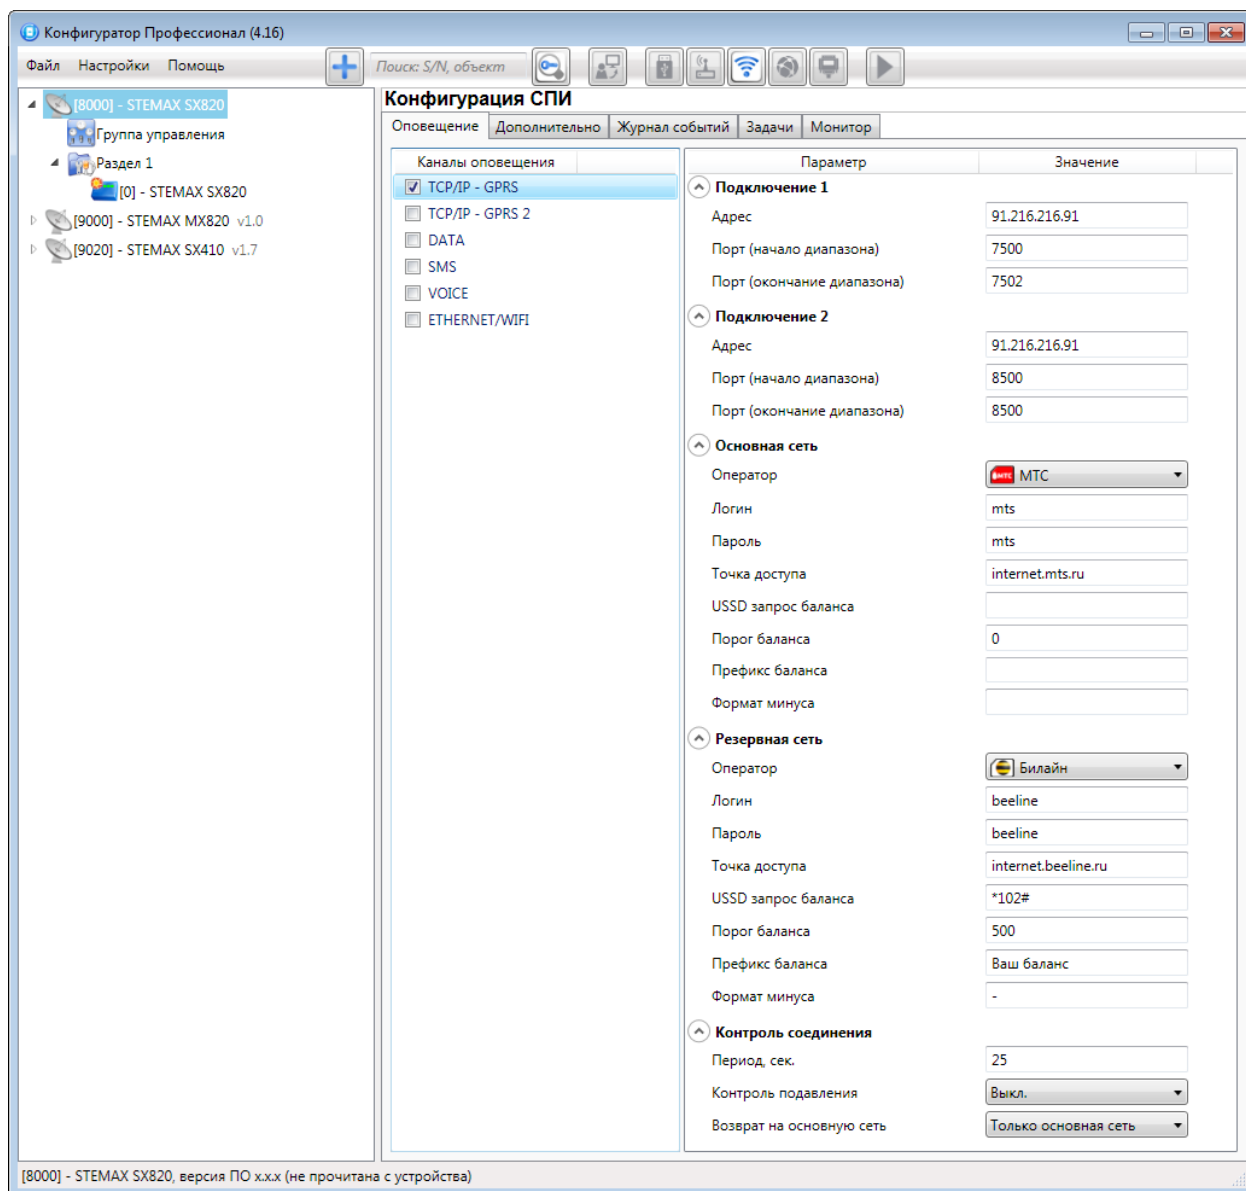 Конфигуратор Профессионал (4.16)
Файл Настройки Помощь Поиск: S/N, объект
[8000] - STEMAX SX820
Группа управления
Раздел 1
[0] - STEMAX SX820
[9000] - STEMAX MX820 v1.0
[9020] - STEMAX SX410 v1.7
Конфигурация СПИ
Оповещение Дополнительно Журнал событий Задачи Монитор
Каналы оповещения
TCP/IP - GPRS
TCP/IP - GPRS 2
DATA
SMS
VOICE
ETHERNET/WIFI
Параметр Значение
Подключение 1
Адрес 91.216.216.91
Порт (начало диапазона) 7500
Порт (окончание диапазона) 7502
Подключение 2
Адрес 91.216.216.91
Порт (начало диапазона) 8500
Порт (окончание диапазона) 8500
Основная сеть
Оператор МТС
Логин mts
Пароль mts
Точка доступа internet.mts.ru
USSD запрос баланса
Порог баланса 0
Префикс баланса
Формат минуса
Резервная сеть
Оператор Билайн
Логин beeline
Пароль beeline
Точка доступа internet.beeline.ru
USSD запрос баланса *102#
Порог баланса 500
Префикс баланса Ваш баланс
Формат минуса -
Контроль соединения
Период, сек. 25
Контроль подавления Выкл.
Возврат на основную сеть Только основная сеть
[8000] - STEMAX SX820, версия ПО x.x.x (не прочитана с устройства)